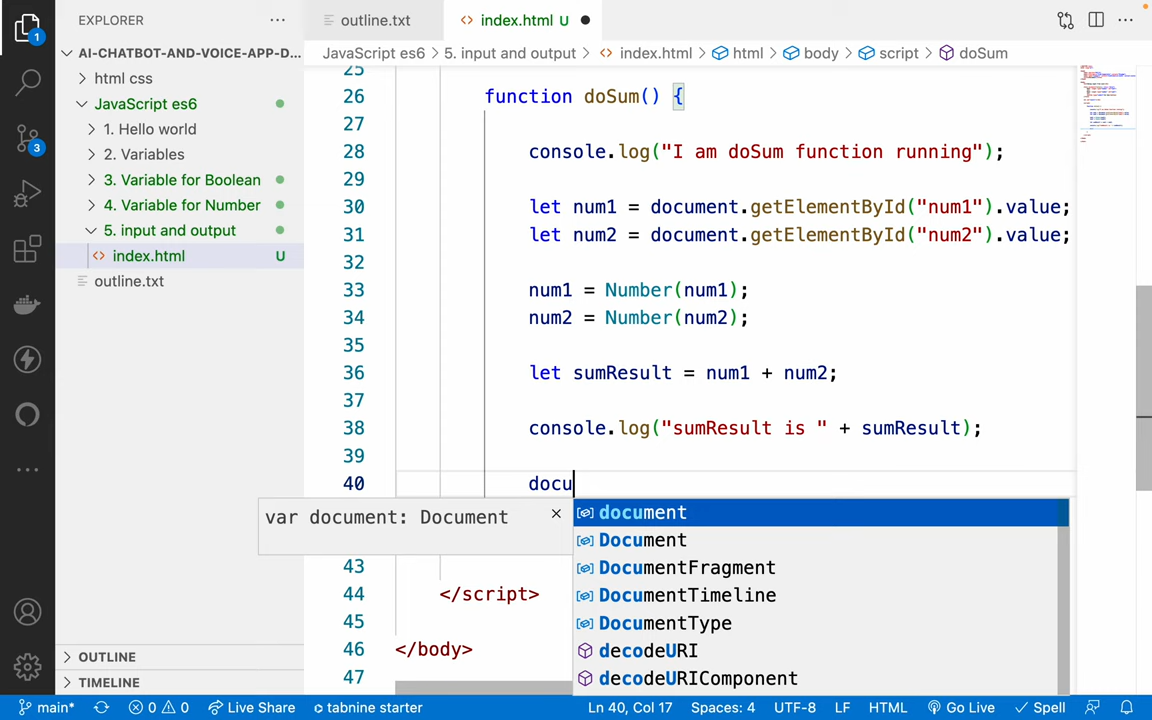 EXPLORER
outline.txt
index.html U
AI-CHATBOT-AND-VOICE-APP-D...
JavaScript es6 > 5. input and output > index.html > html > body > script > doSum
html css
JavaScript es6
1. Hello world
2. Variables
3. Variable for Boolean
4. Variable for Number
5. input and output
index.html U
outline.txt
OUTLINE
TIMELINE
1
3
25
26 function doSum() {
27
28 console.log("I am doSum function running");
29
30 let num1 = document.getElementById("num1").value;
31 let num2 = document.getElementById("num2").value;
32
33 num1 = Number(num1);
34 num2 = Number(num2);
35
36 let sumResult = num1 + num2;
37
38 console.log("sumResult is " + sumResult);
39
40 docu
var document: Document
document
Document
DocumentFragment
DocumentTimeline
DocumentType
decodeURI
decodeURIComponent
43
44 </script>
45
46 </body>
47
main* 0 0 Live Share tabnine starter Ln 40, Col 17 Spaces: 4 UTF-8 LF HTML Go Live Spell